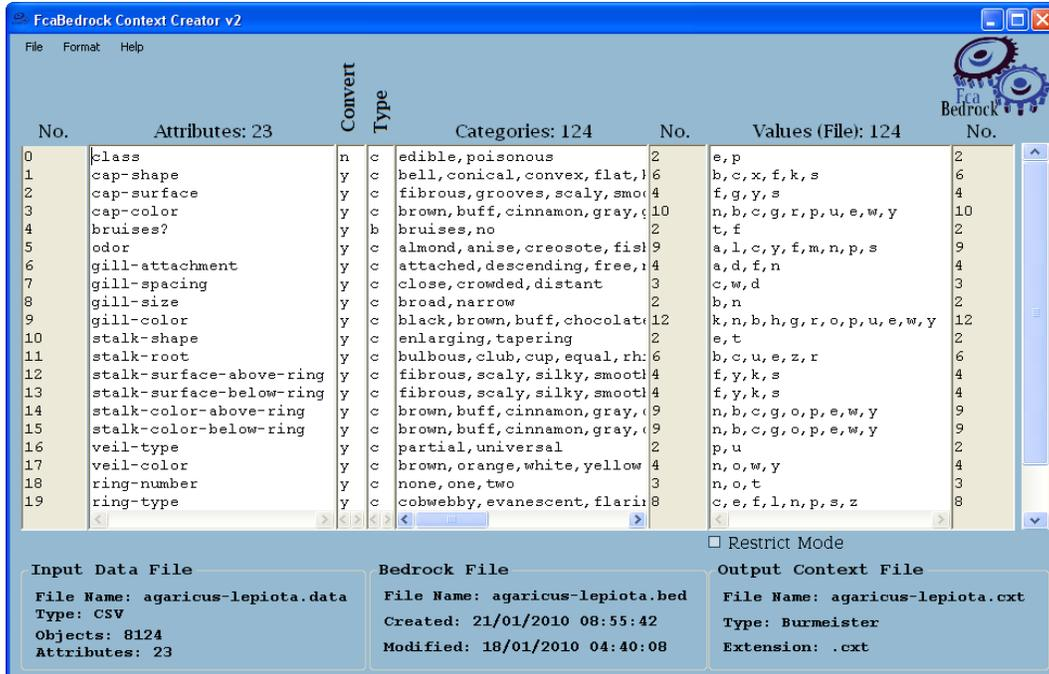 FcaBedrock Context Creator v2
File Format Help
Fca
Bedrock
No. Attributes: 23 Convert Type Categories: 124 No. Values (File): 124 No.
0 class n c edible,poisonous 2 e,p 2
1 cap-shape y c bell,conical,convex,flat, 6 b,c,x,f,k,s 6
2 cap-surface y c fibrous,grooves,scaly,smo 4 f,g,y,s 4
3 cap-color y c brown,buff,cinnamon,gray, 10 n,b,c,g,r,p,u,e,w,y 10
4 bruises? y b bruises,no 2 t,f 2
5 odor y c almond,anise,creosote,fis 9 a,l,c,y,f,m,n,p,s 9
6 gill-attachment y c attached,descending,free, 4 a,d,f,n 4
7 gill-spacing y c close,crowded,distant 3 c,w,d 3
8 gill-size y c broad,narrow 2 b,n 2
9 gill-color y c black,brown,buff,chocolat 12 k,n,b,h,g,r,o,p,u,e,w,y 12
10 stalk-shape y c enlarging,tapering 2 e,t 2
11 stalk-root y c bulbous,club,cup,equal,rh 6 b,c,u,e,z,r 6
12 stalk-surface-above-ring y c fibrous,scaly,silky,smoot 4 f,y,k,s 4
13 stalk-surface-below-ring y c fibrous,scaly,silky,smoot 4 f,y,k,s 4
14 stalk-color-above-ring y c brown,buff,cinnamon,gray, 9 n,b,c,g,o,p,e,w,y 9
15 stalk-color-below-ring y c brown,buff,cinnamon,gray, 9 n,b,c,g,o,p,e,w,y 9
16 veil-type y c partial,universal 2 p,u 2
17 veil-color y c brown,orange,white,yellow 4 n,o,w,y 4
18 ring-number y c none,one,two 3 n,o,t 3
19 ring-type y c cobwebby,evanescent,flari 8 c,e,f,l,n,p,s,z 8
Restrict Mode
Input Data File
File Name: agaricus-lepiota.data
Type: CSV
Objects: 8124
Attributes: 23
Bedrock File
File Name: agaricus-lepiota.bed
Created: 21/01/2010 08:55:42
Modified: 18/01/2010 04:40:08
Output Context File
File Name: agaricus-lepiota.cxt
Type: Burmeister
Extension: .cxt